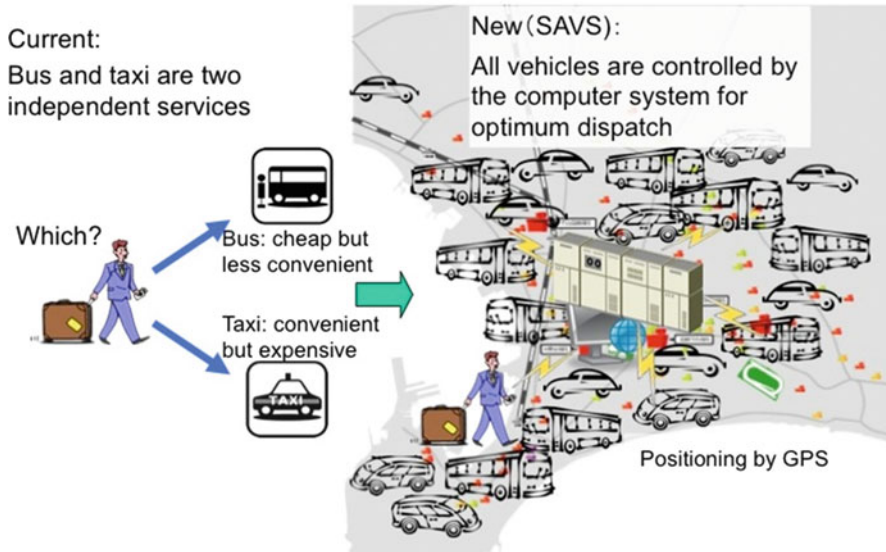 Current:
Bus and taxi are two
independent services
Which?
Bus: cheap but
less convenient
Taxi: convenient
but expensive
TAXI
New(SAVS):
All vehicles are controlled by
the computer system for
optimum dispatch
Positioning by GPS